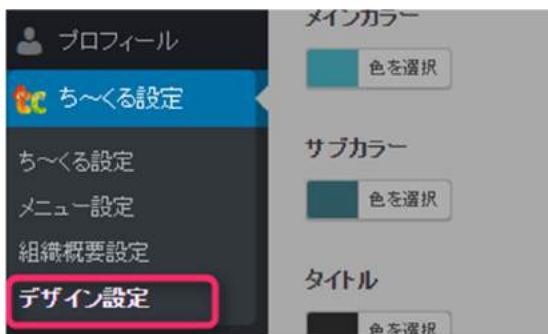 プロフィール
ち～くる設定
ち～くる設定
メニュー設定
組織概要設定
デザイン設定
メインカラー
色を選択
サブカラー
色を選択
タイトル
色を選択